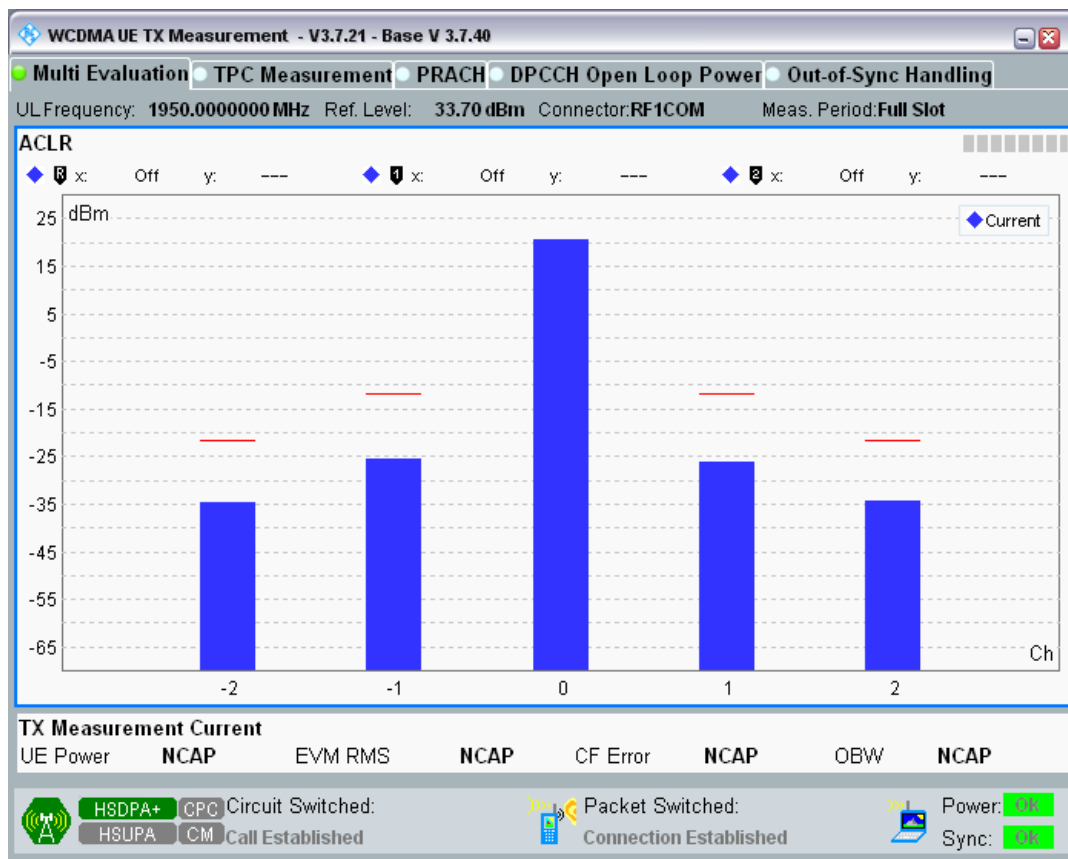 WCDMA UE TX Measurement - V3.7.21 - Base V 3.7.40
Multi Evaluation TPC Measurement PRACH DPCCH Open Loop Power Out-of-Sync Handling
UL Frequency: 1950.0000000 MHz Ref. Level: 33.70 dBm Connector:RF1COM Meas. Period:Full Slot
ACLR
R x: Off y: --- 1 x: Off y: --- 2 x: Off y: ---
dBm
Current
25
15
5
-5
-15
-25
-35
-45
-55
-65
Ch
-2 -1 0 1 2
TX Measurement Current
UE Power NCAP EVM RMS NCAP CF Error NCAP OBW NCAP
HSDPA+ CPC Circuit Switched: Packet Switched: Power: OK
HSUPA CM Call Established Connection Established Sync: OK